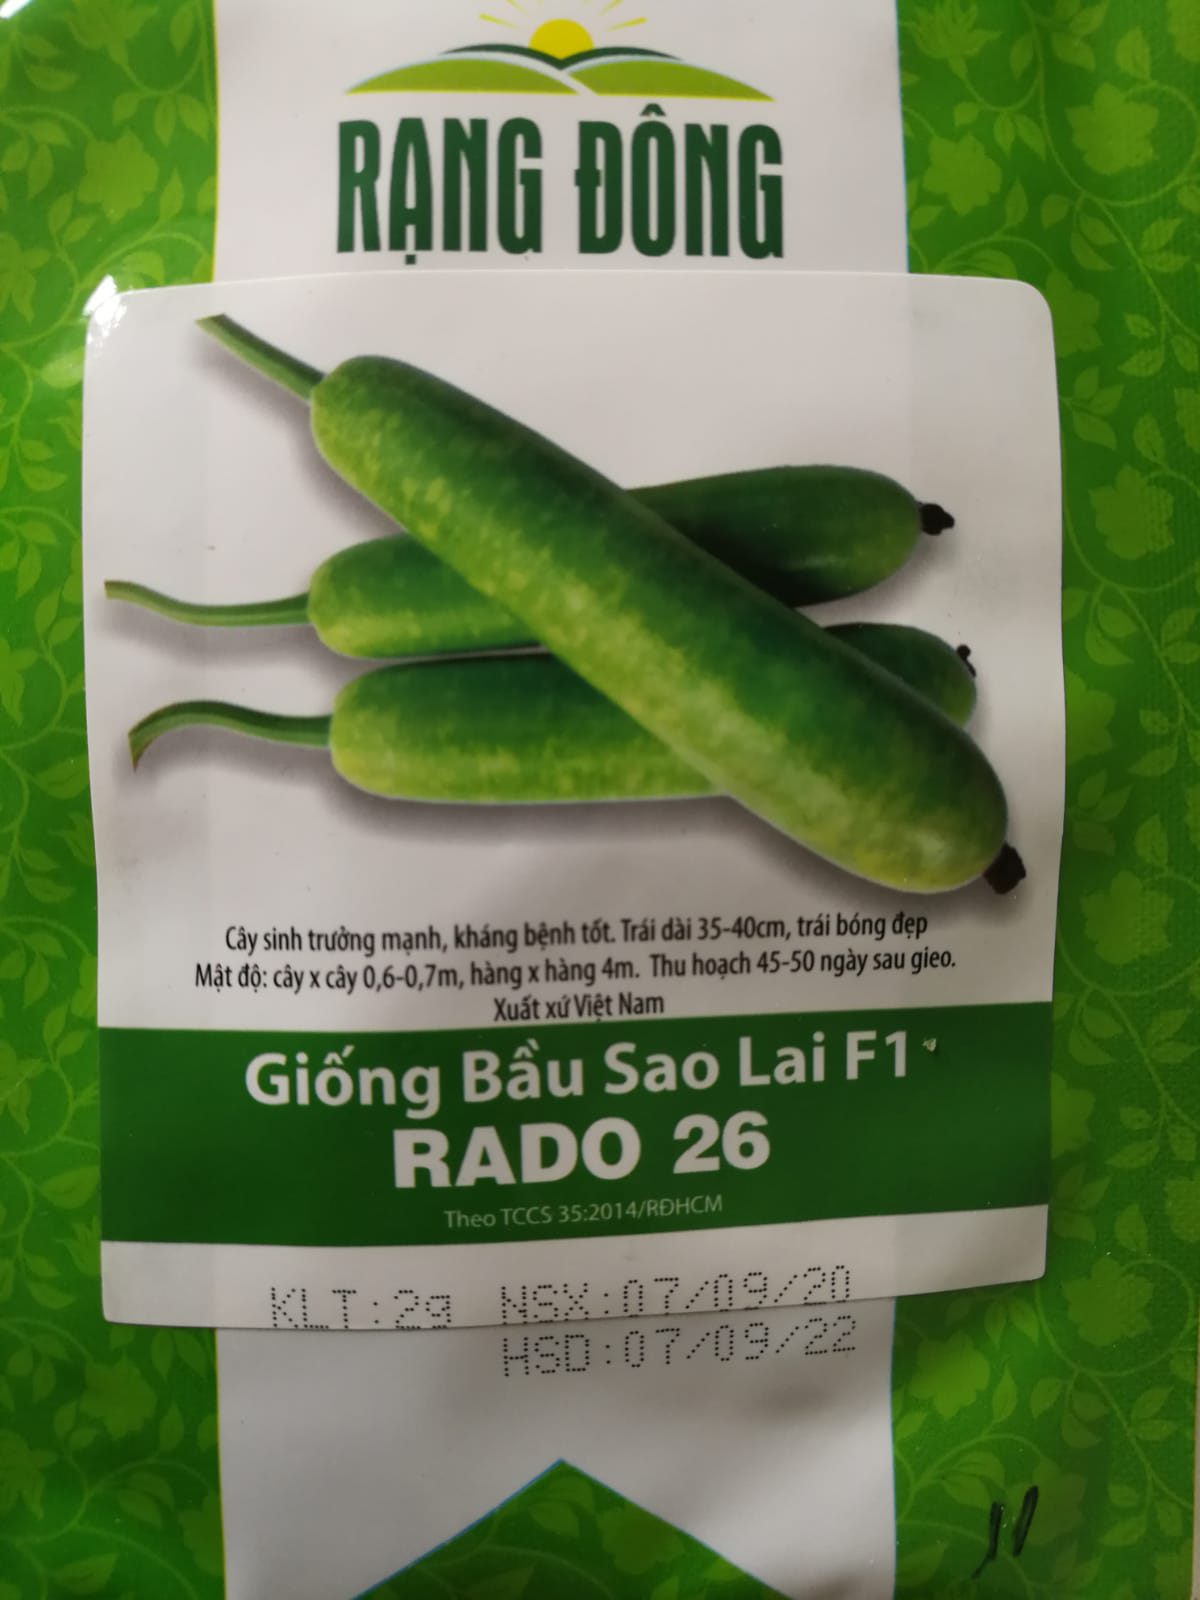 RẠNG ĐÔNG
Cây sinh trưởng mạnh, kháng bệnh tốt. Trái dài 35-40cm, trái bóng đẹp
Mật độ: cây x cây 0,6-0,7m, hàng x hàng 4m. Thu hoạch 45-50 ngày sau gieo.
Xuất xứ Việt Nam
Giống Bầu Sao Lai F1
RADO 26
Theo TCCS 35:2014/RĐHCM
KLT:2g NSX:07/09/20
HSD:07/09/22